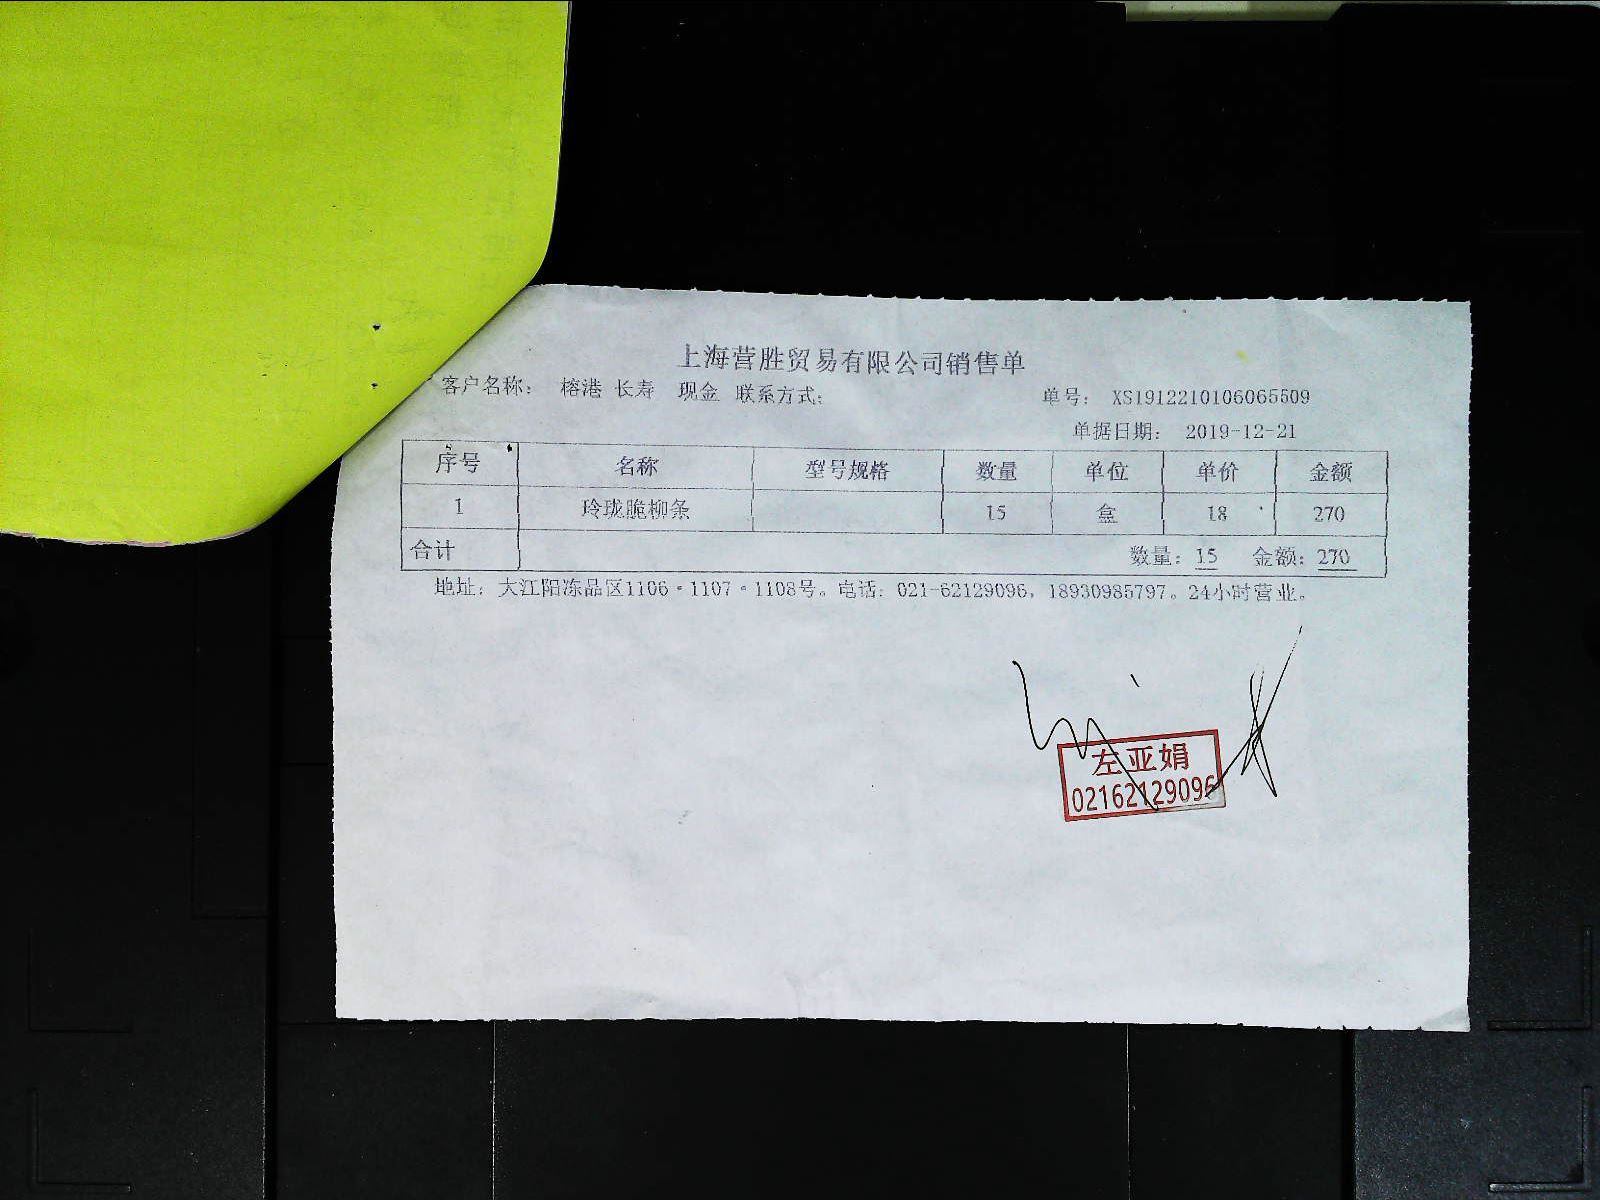 上海营胜贸易有限公司销售单
客户名称： 榕港 长寿 现金 联系方式： 单号： XS1912210106065509
单据日期： 2019-12-21
序号 名称 型号规格 数量 单位 单价 金额
1 玲珑脆柳条 15 盒 18 270
合计 数量：15 金额：270
地址：大江阳冻品区1106·1107·1108号。电话：021-62129096，18930985797。24小时营业。
左亚娟
02162129096